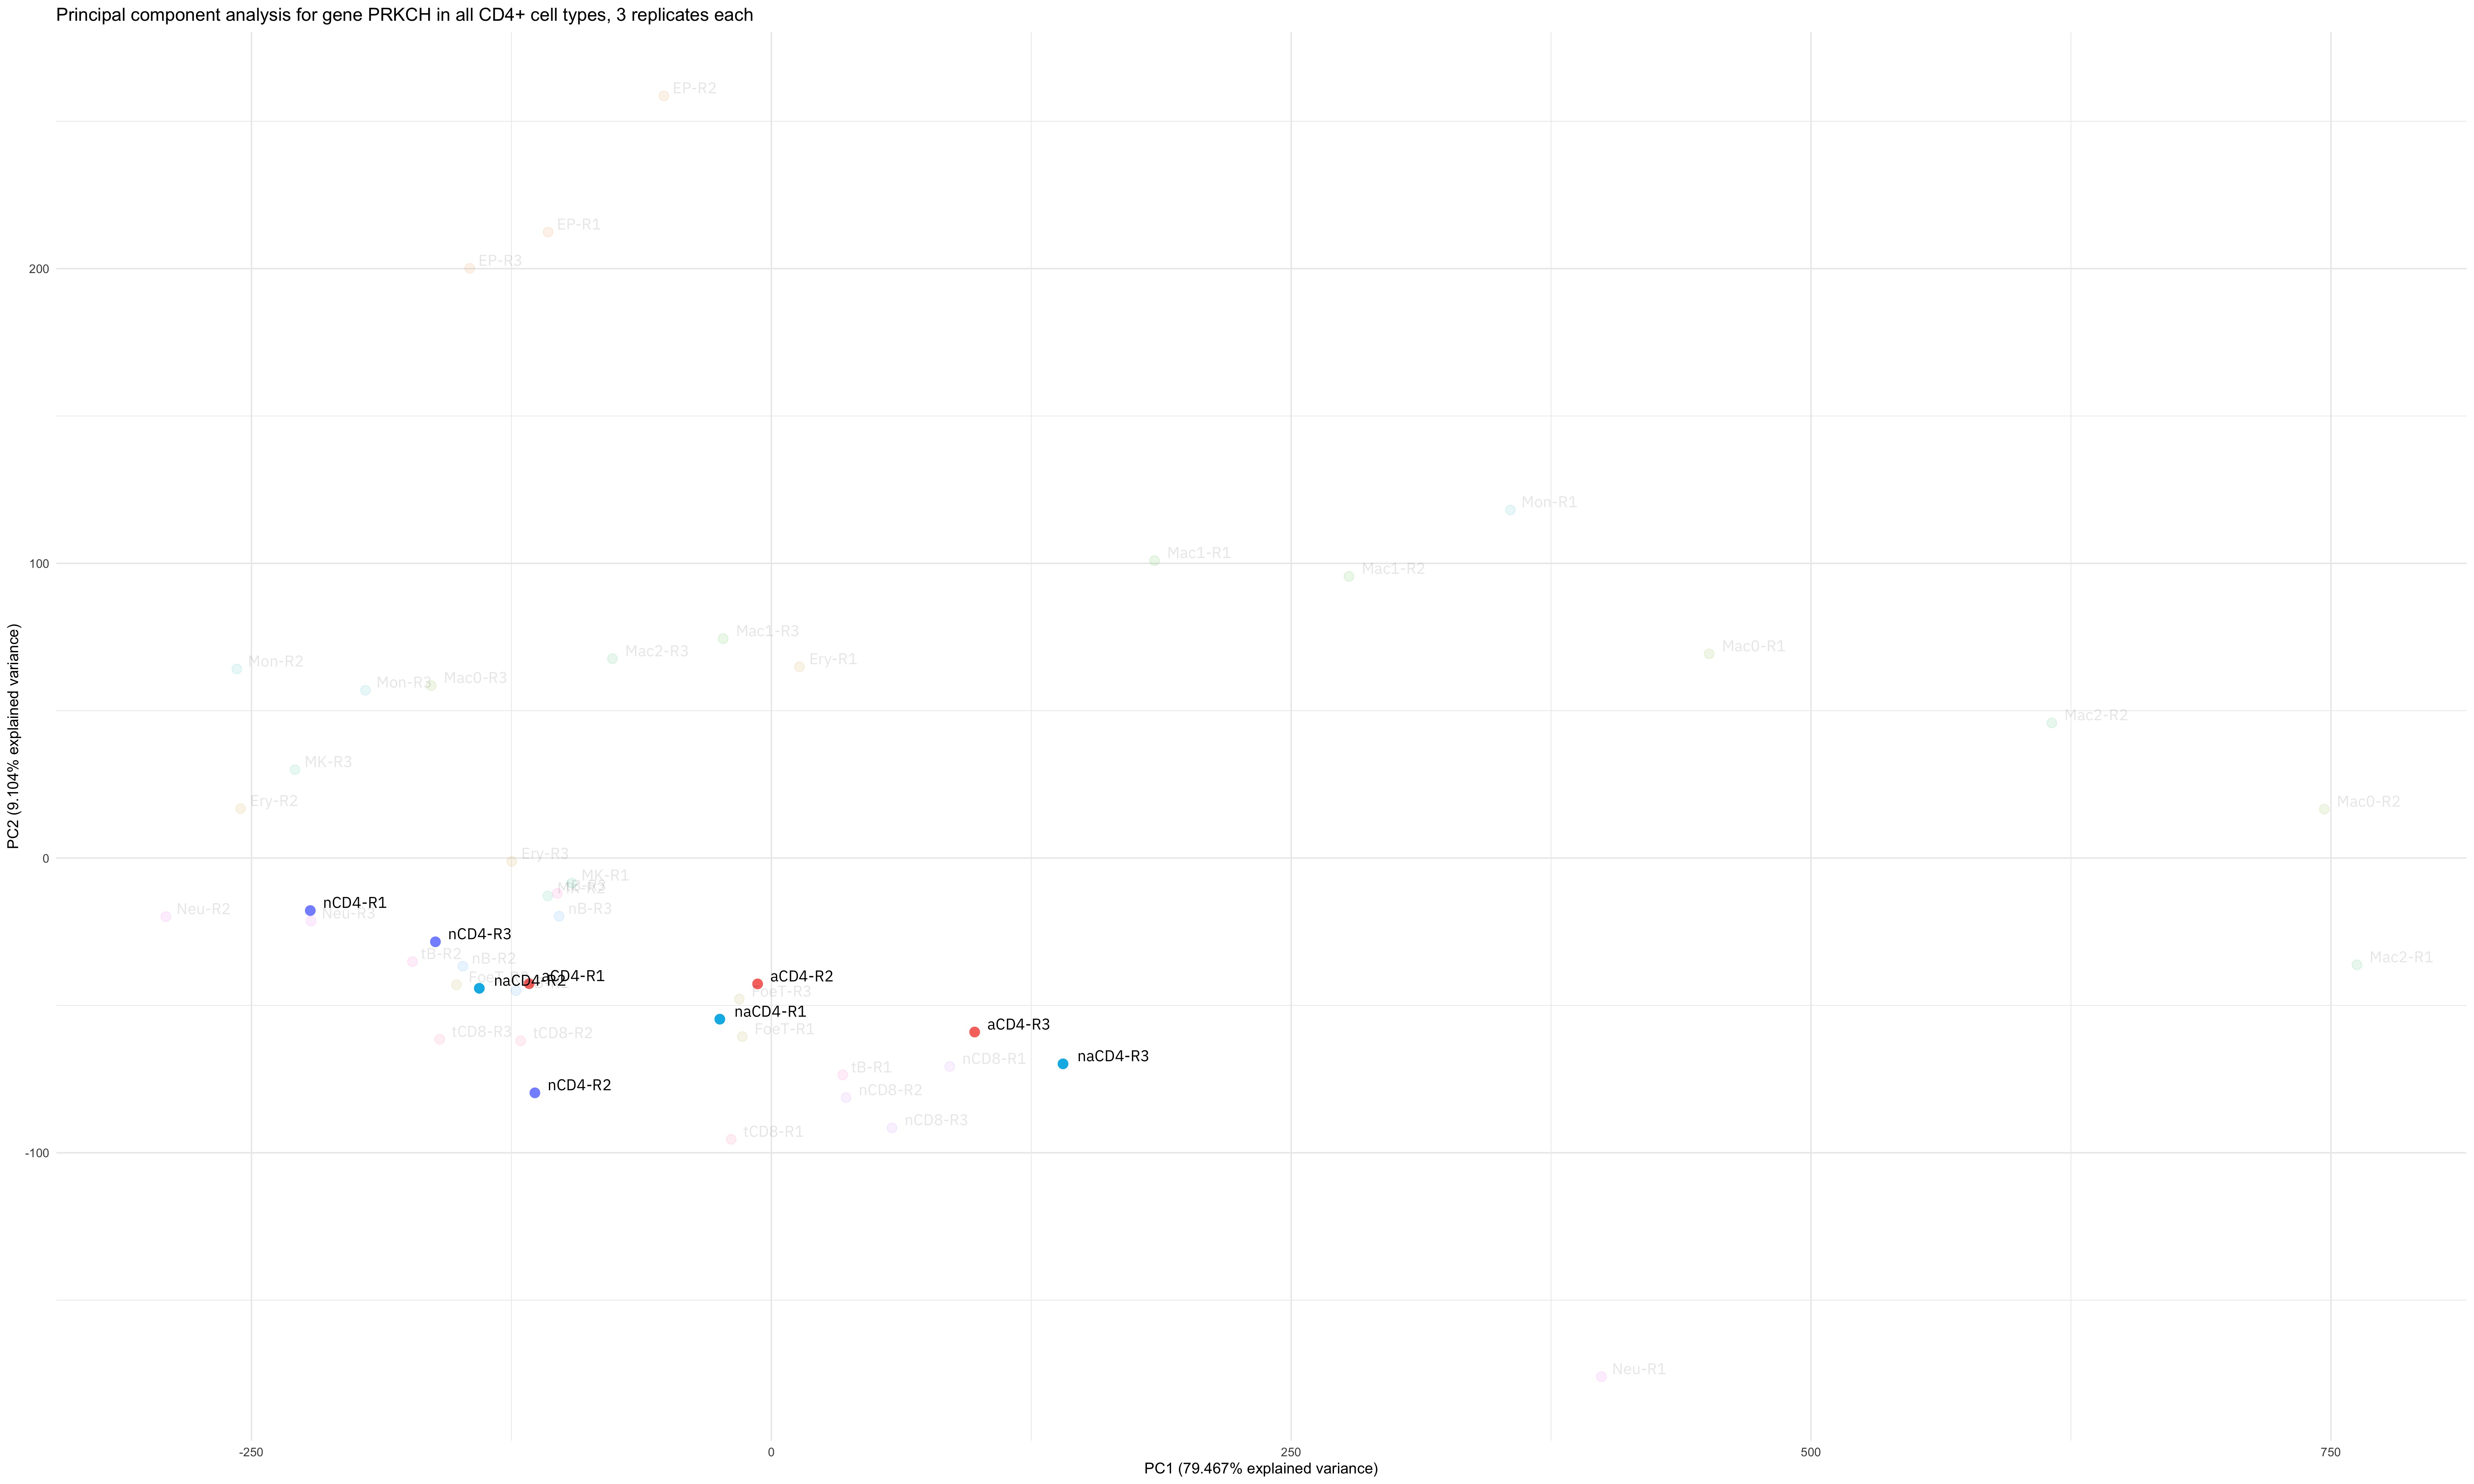 Principal component analysis for gene PRKCH in all CD4+ cell types, 3 replicates each
EP-R2
EP-R1
EP-R3
200
Mon-R1
Mac1-R1
100
Mac1-R2
Mac1-R3
Mac2-R3
Ery-R1
Mon-R2
Mon-R3
Mac0-R3
Mac0-R1
Mac2-R2
MK-R3
Ery-R2
Mac0-R2
PC2 (9.104% explained variance)
0
Ery-R3
MK-R1
MK-R2
nB-R3
nCD4-R1
Neu-R2
Neu-R3
nCD4-R3
tB-R2
nB-R2
naCD4-R2
aCD4-R1
aCD4-R2
FoeT-R3
Mac2-R1
naCD4-R1
FoeT-R1
aCD4-R3
tCD8-R3
tCD8-R2
naCD4-R3
nCD8-R1
tB-R1
nCD4-R2
nCD8-R2
nCD8-R3
tCD8-R1
-100
Neu-R1
-250
0
250
500
750
PC1 (79.467% explained variance)